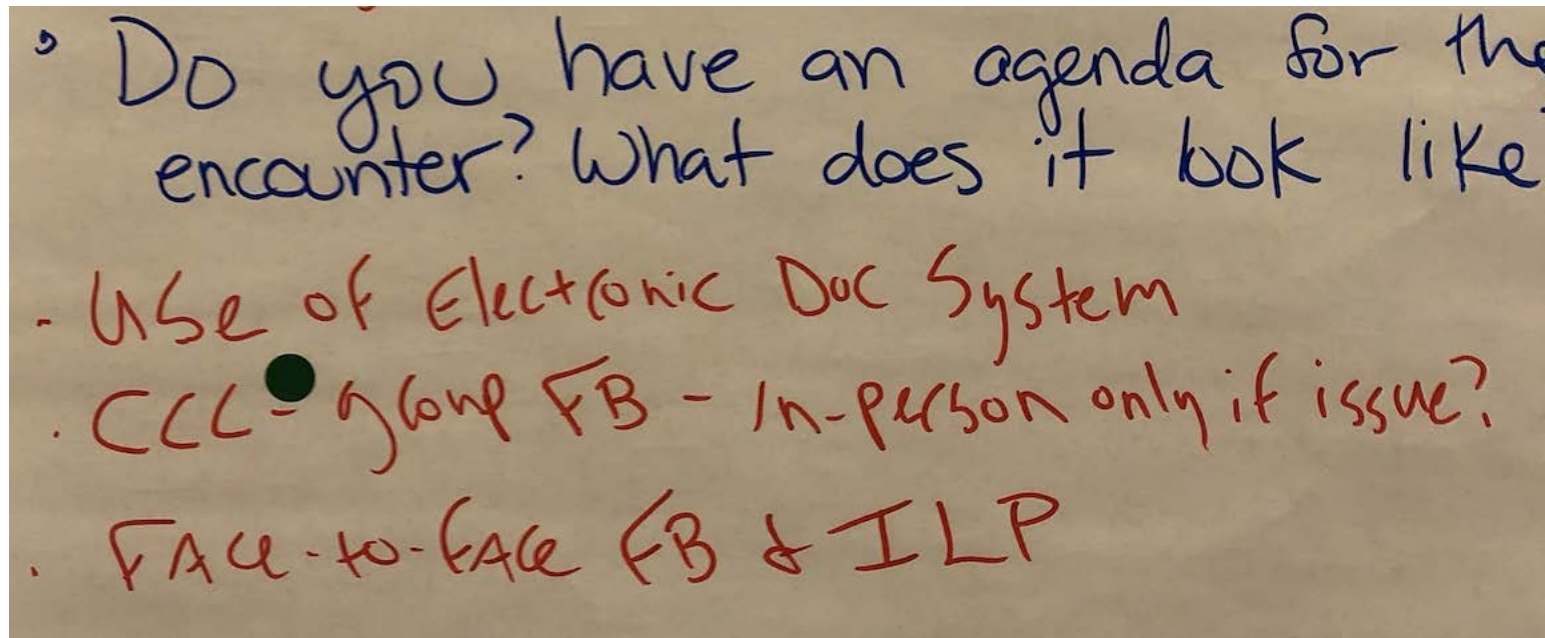 • Do you have an agenda for the
encounter? What does it look like
- Use of Electronic Doc System
. CCC - group FB - In-person only if issue?
. Face-to-face FB & ILP